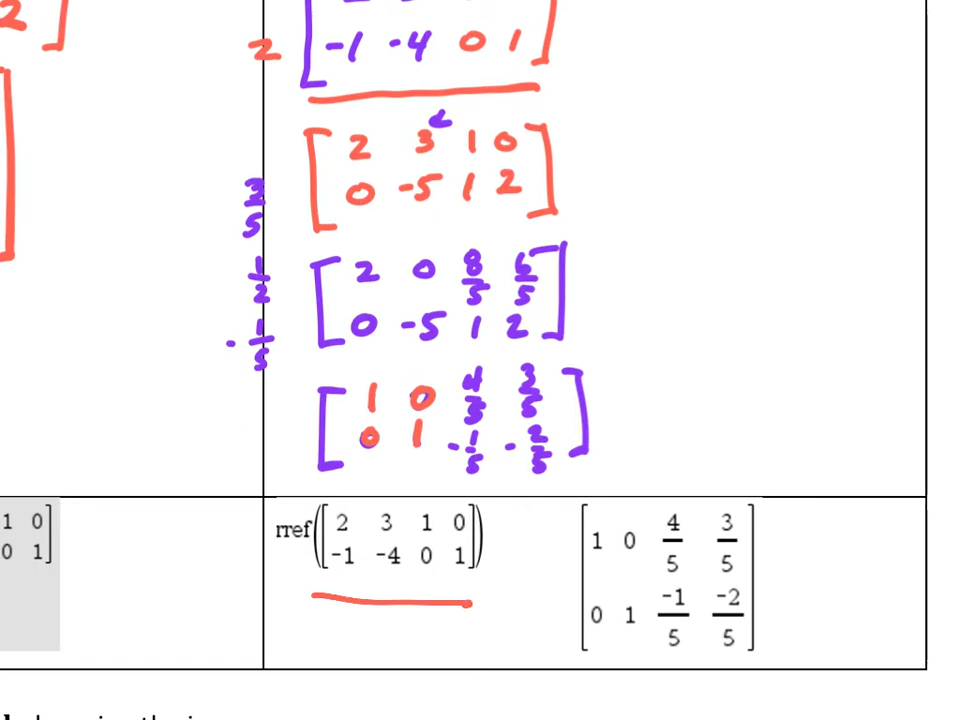 2 ]
2 [ -1 -4 0 1 ]
[ 2 3 1 0
0 -5 1 2 ]
3/5
[ 2 0 8/5 6/5
0 -5 1 2 ]
1/2
-1/5
[ 1 0 4/5 3/5
0 1 -1/5 -2/5 ]
1 0
0 1
rref([ 2 3 1 0
-1 -4 0 1 ])
[ 1 0 4/5 3/5
0 1 -1/5 -2/5 ]